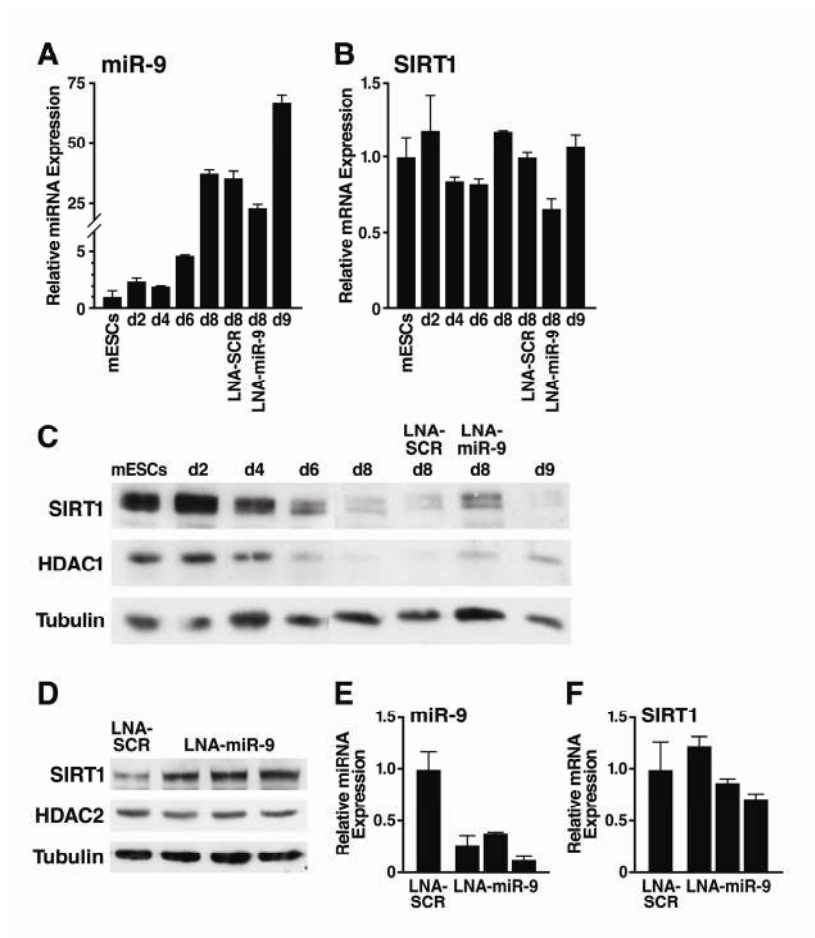 A miR-9
Relative miRNA Expression
75
50
25
5
0
mESCs d2 d4 d6 d8 d8 LNA-SCR d8 LNA-miR-9 d9
B SIRT1
Relative mRNA Expression
1.5
1.0
0.5
0
mESCs d2 d4 d6 d8 d8 LNA-SCR d8 LNA-miR-9 d9
C
LNA- LNA-
SCR miR-9
mESCs d2 d4 d6 d8 d8 d8 d9
SIRT1
HDAC1
Tubulin
D
LNA-
SCR LNA-miR-9
SIRT1
HDAC2
Tubulin
E miR-9
Relative miRNA
Expression
1.5
1.0
0.5
0
LNA- LNA-miR-9
SCR
F SIRT1
Relative mRNA
Expression
1.5
1.0
0.5
0
LNA- LNA-miR-9
SCR